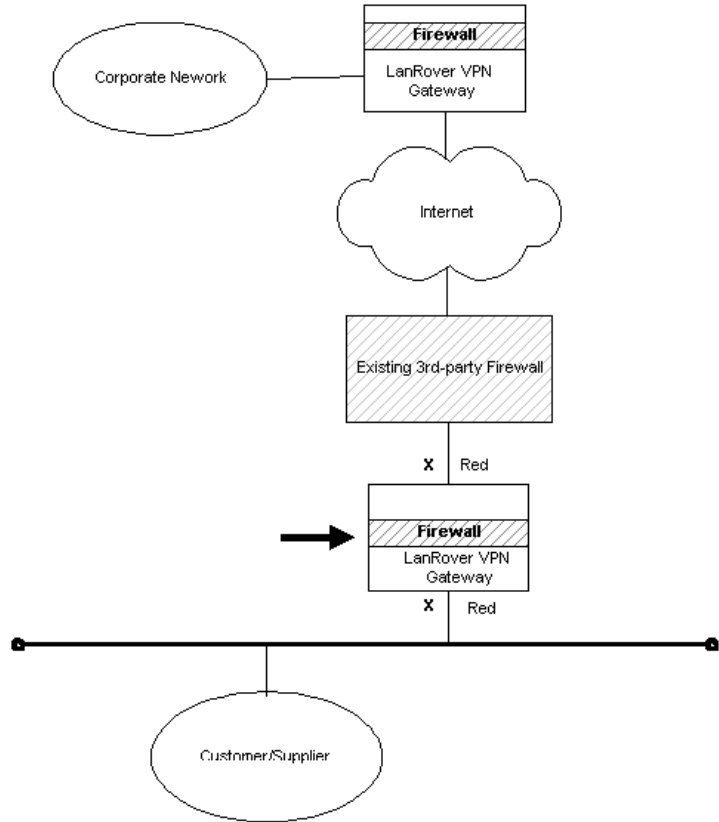 Firewall
Corporate Nework
LanRover VPN
Gateway
Internet
Existing 3rd-party Firewall
X Red
Firewall
LanRover VPN
Gateway
X Red
Customer/Supplier